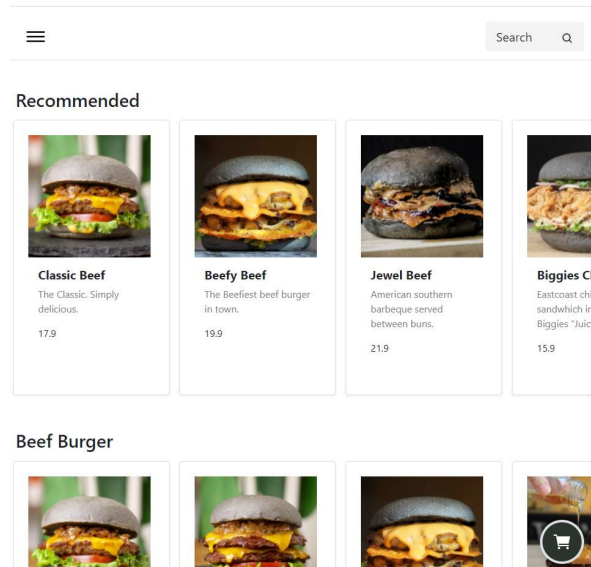 Search
Recommended
Classic Beef
The Classic. Simply
delicious.
17.9
Beefy Beef
The Beefiest beef burger
in town.
19.9
Jewel Beef
American southern
barbeque served
between buns.
21.9
Biggies
Eastcoast
sandwhich
Biggies
15.9
Beef Burger